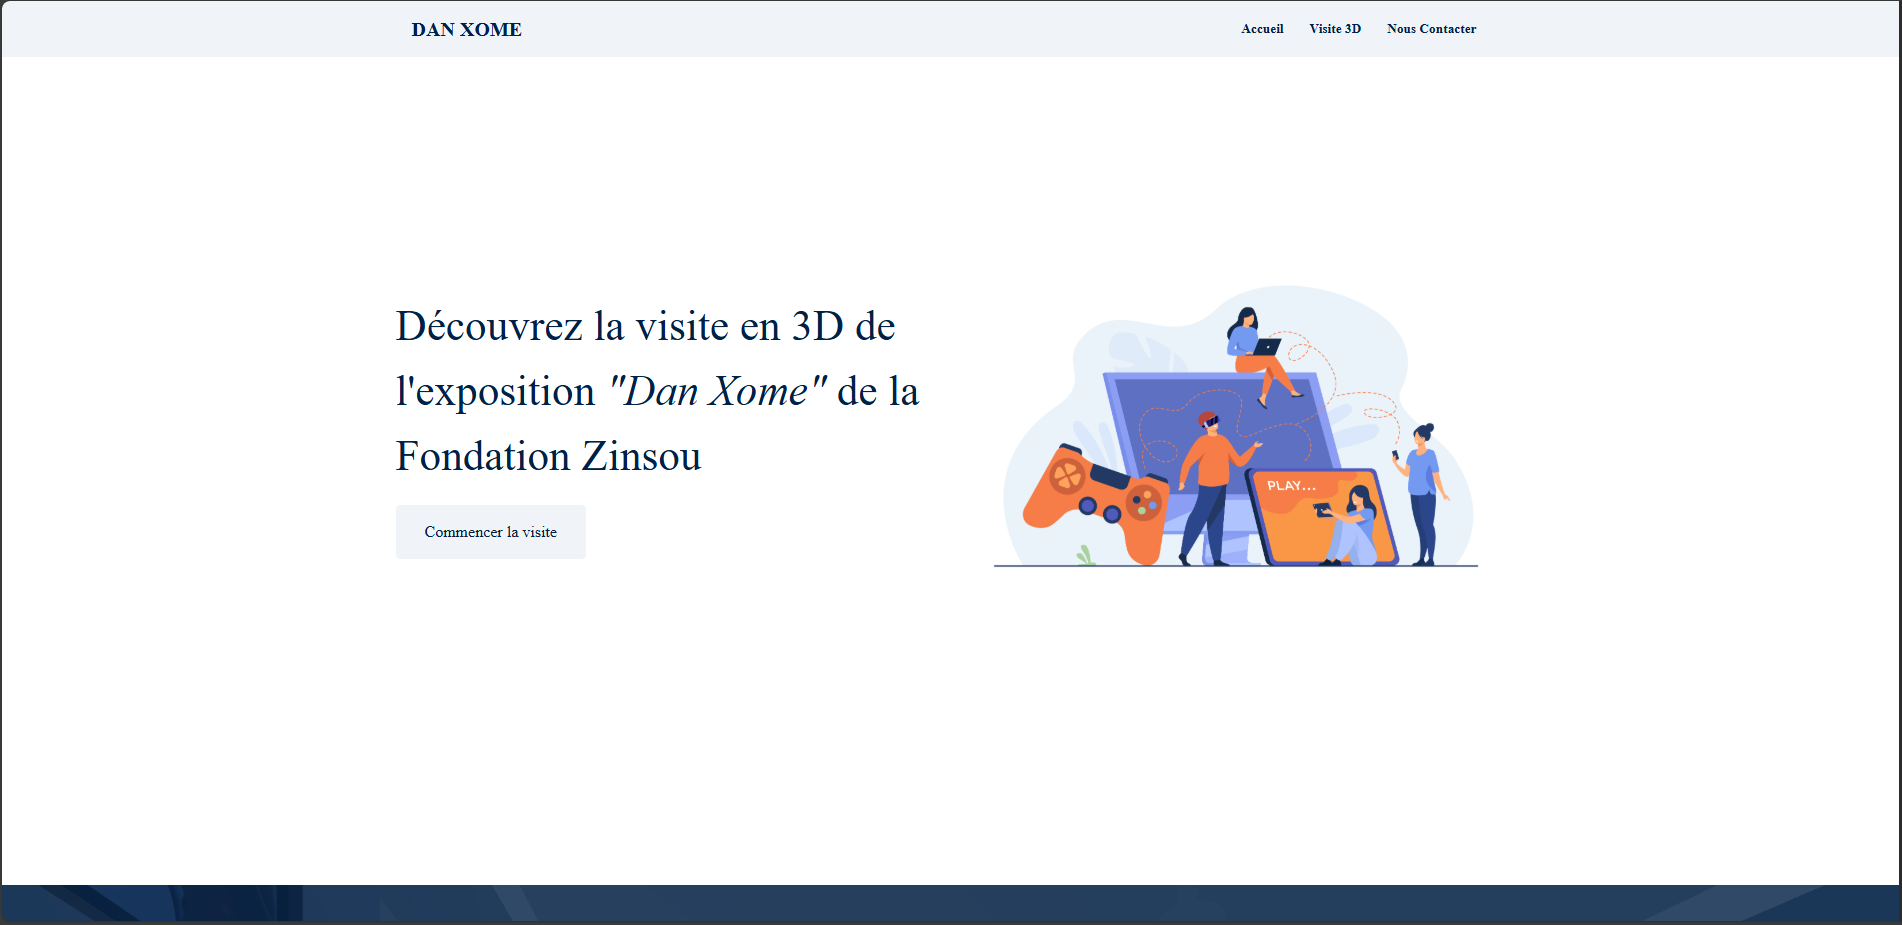 DAN XOME
Accueil Visite 3D Nous Contacter
Découvrez la visite en 3D de
l'exposition "Dan Xome" de la
Fondation Zinsou
Commencer la visite
PLAY...